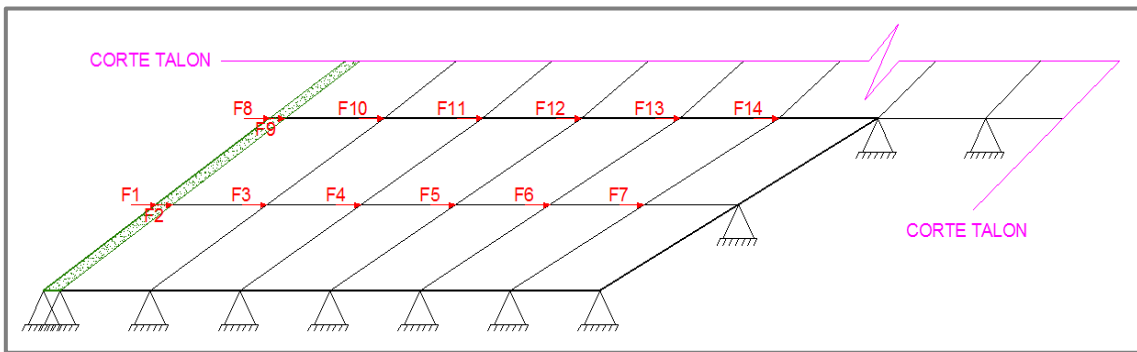 CORTE TALON
F8 F10 F11 F12 F13 F14
F9
F1 F3 F4 F5 F6 F7
F2
CORTE TALON